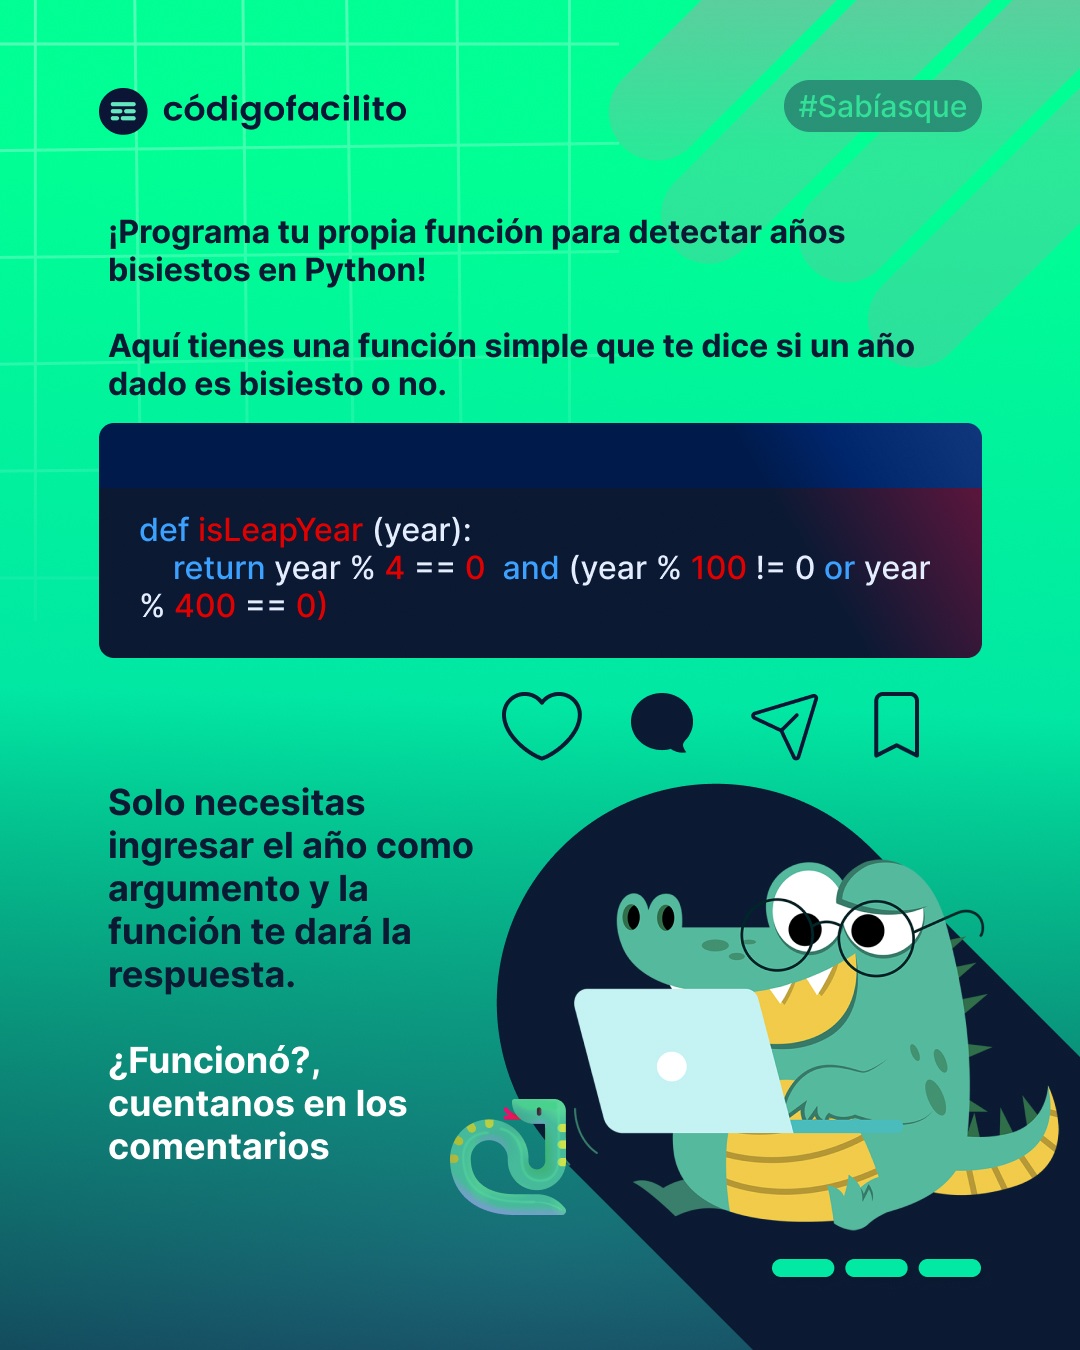 códigofacilito
#Sabíasque
¡Programa tu propia función para detectar años
bisiestos en Python!
Aquí tienes una función simple que te dice si un año
dado es bisiesto o no.
def isLeapYear (year):
return year % 4 == 0 and (year % 100 != 0 or year
% 400 == 0)
Solo necesitas
ingresar el año como
argumento y la
función te dará la
respuesta.
¿Funcionó?,
cuentanos en los
comentarios